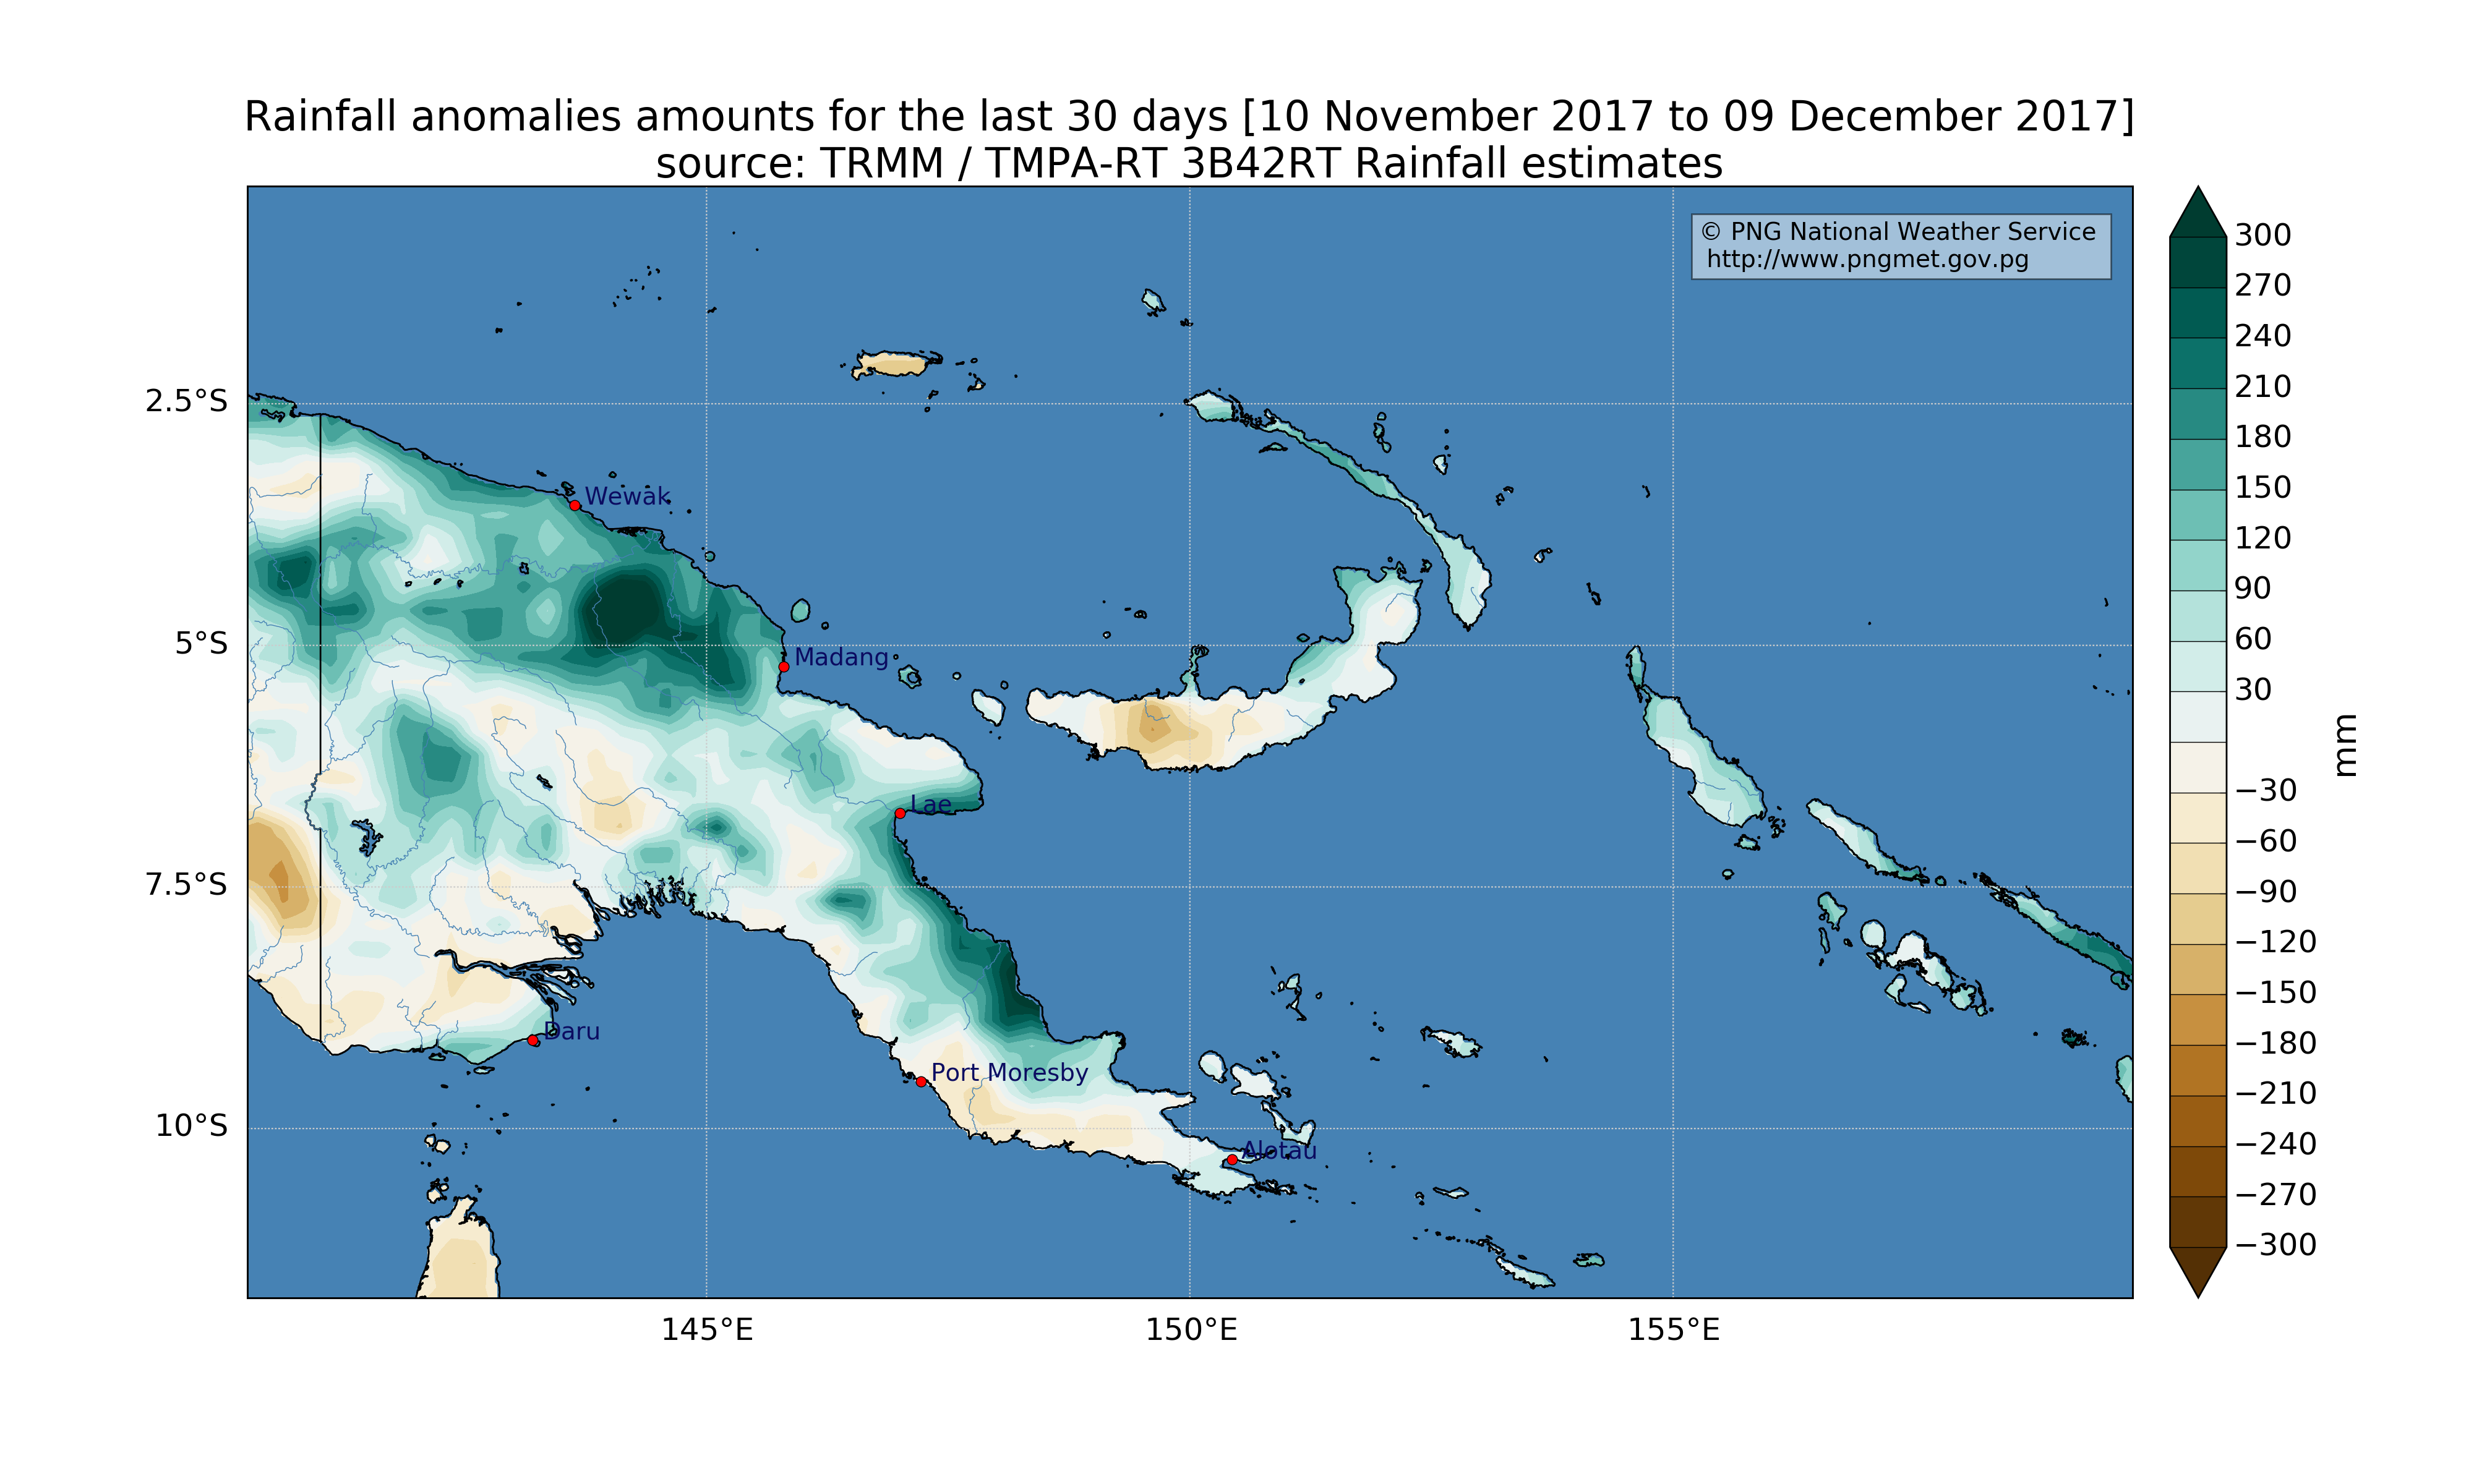 Rainfall anomalies amounts for the last 30 days [10 November 2017 to 09 December 2017]
source: TRMM / TMPA-RT 3B42RT Rainfall estimates
© PNG National Weather Service
http://www.pngmet.gov.pg
2.5°S
5°S
7.5°S
10°S
Wewak
Madang
Lae
Daru
Port Moresby
Alotau
145°E
150°E
155°E
300
270
240
210
180
150
120
90
60
30
−30
−60
−90
−120
−150
−180
−210
−240
−270
−300
mm